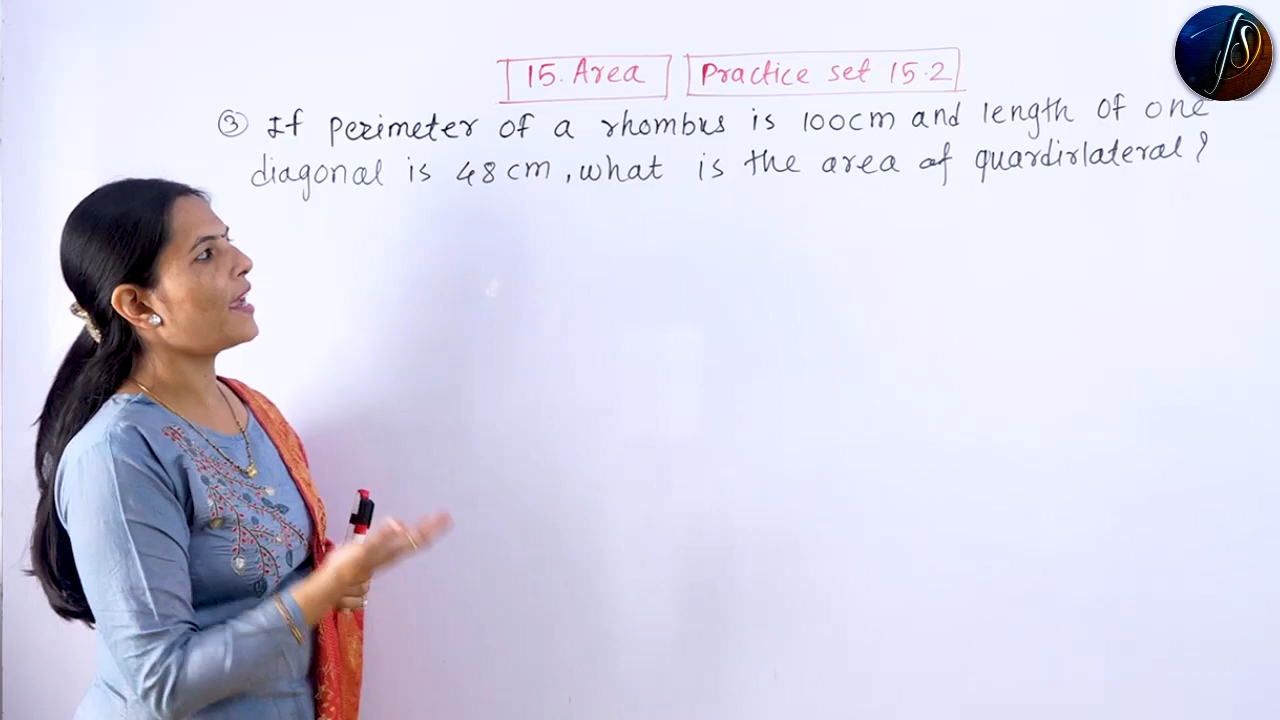 15. Area Practice set 15.2
③ If perimeter of a rhombus is 100cm and length of one
diagonal is 48cm, what is the area of quardirlateral?